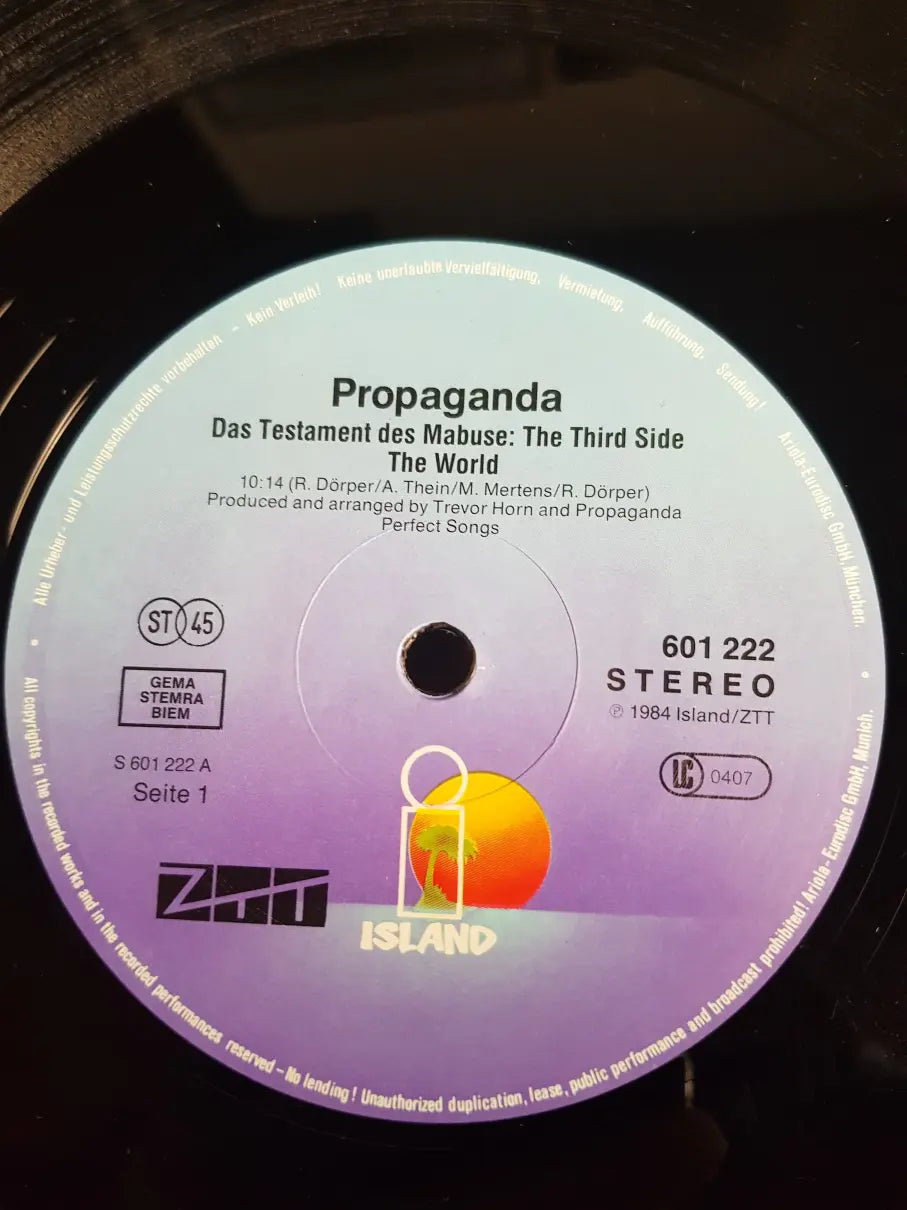 Alle Urheber- und Leistungsschutzrechte vorbehalten – Kein Verleih! Keine unerlaubte Vervielfältigung, Vermietung, Aufführung, Sendung!
Ariola-Eurodisc GmbH, München.
Propaganda
Das Testament des Mabuse: The Third Side
The World
10:14 (R. Dörper/A. Thein/M. Mertens/R. Dörper)
Produced and arranged by Trevor Horn and Propaganda
Perfect Songs
ST 45
GEMA
STEMRA
BIEM
S 601 222 A
Seite 1
601 222
STEREO
℗ 1984 Island/ZTT
LC 0407
ZTT
ISLAND
All copyrights in the recorded works and in the recorded performances reserved – No lending! Unauthorized duplication, lease, public performance and broadcast prohibited! Ariola-Eurodisc GmbH, Munich.